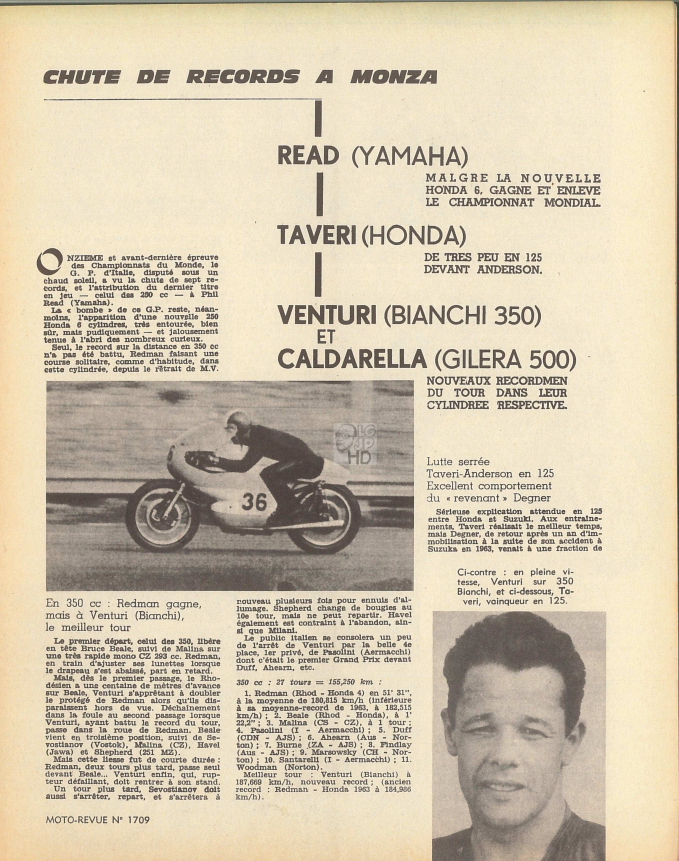 CHUTE DE RECORDS A MONZA
READ (YAMAHA)
MALGRE LA NOUVELLE
HONDA 6, GAGNE ET ENLEVE
LE CHAMPIONNAT MONDIAL.
TAVERI (HONDA)
DE TRES PEU EN 125
DEVANT ANDERSON.
VENTURI (BIANCHI 350)
ET
CALDARELLA (GILERA 500)
NOUVEAUX RECORDMEN
DU TOUR DANS LEUR
CYLINDREE RESPECTIVE.
ONZIEME et avant-dernière épreuve
des Championnats du Monde, le
G. P. d'Italie, disputé sous un
chaud soleil, a vu la chute de sept re-
cords, et l'attribution du dernier titre
en jeu — celui des 250 cc — à Phil
Read (Yamaha).
La « bombe » de ce G.P. reste, néan-
moins, l'apparition d'une nouvelle 250
Honda 6 cylindres, très entourée, bien
sûr, mais pudiquement — et jalousement
tenue à l'abri des nombreux curieux.
Seul, le record sur la distance en 350 cc
n'a pas été battu, Redman faisant une
course solitaire, comme d'habitude, dans
cette cylindrée, depuis le retrait de M.V.
36
LG
JP
HD
En 350 cc : Redman gagne,
mais à Venturi (Bianchi),
le meilleur tour
Le premier départ, celui des 350, libère
en tête Bruce Beale, suivi de Malina sur
une très rapide mono CZ 293 cc. Redman,
en train d'ajuster ses lunettes lorsque
le drapeau s'est abaissé, part en retard.
Mais, dès le premier passage, le Rho-
désien a une centaine de mètres d'avance
sur Beale, Venturi s'apprêtant à doubler
le protégé de Redman alors qu'ils dis-
paraissent hors de vue. Déchaînement
dans la foule au second passage lorsque
Venturi, ayant battu le record du tour,
passe dans la roue de Redman. Beale
vient en troisième position, suivi de Se-
vostianov (Vostok), Malina (CZ), Havel
(Jawa) et Shepherd (251 MZ).
Mais cette liesse fut de courte durée :
Redman, deux tours plus tard, passe seul
devant Beale... Venturi enfin, qui, rup-
teur défaillant, doit rentrer à son stand.
Un tour plus tard, Sevostianov doit
aussi s'arrêter, repart, et s'arrêtera à
nouveau plusieurs fois pour ennuis d'al-
lumage. Shepherd change de bougies au
10e tour, mais ne peut repartir. Havel
également est contraint à l'abandon, ain-
si que Milani.
Le public italien se consolera un peu
de l'arrêt de Venturi par la belle 4e
place, 1er privé, de Pasolini (Aermacchi)
dont c'était le premier Grand Prix devant
Duff, Ahearn, etc.
350 cc : 27 tours = 155,250 km :
1. Redman (Rhod - Honda 4) en 51' 31",
à la moyenne de 180,815 km/h (inférieure
à sa moyenne-record de 1963, à 182,515
km/h) ; 2. Beale (Rhod - Honda), à 1'
22,2" ; 3. Malina (CS - CZ), à 1 tour ;
4. Pasolini (I - Aermacchi) ; 5. Duff
(CDN - AJS) ; 6. Ahearn (Aus - Nor-
ton) ; 7. Burne (ZA - AJS) ; 8. Findlay
(Aus - AJS) ; 9. Marsowsky (CH - Nor-
ton) ; 10. Santarelli (I - Aermacchi) ; 11.
Woodman (Norton).
Meilleur tour : Venturi (Bianchi) à
187,669 km/h, nouveau record ; (ancien
record : Redman - Honda 1963 à 184,986
km/h).
Lutte serrée
Taveri-Anderson en 125
Excellent comportement
du « revenant » Degner
Sérieuse explication attendue en 125
entre Honda et Suzuki. Aux entraîne-
ments, Taveri réalisait le meilleur temps,
mais Degner, de retour après un an d'im-
mobilisation à la suite de son accident à
Suzuka en 1963, venait à une fraction de
Ci-contre : en pleine vi-
tesse, Venturi sur 350
Bianchi, et ci-dessous, Ta-
veri, vainqueur en 125.
MOTO-REVUE N° 1709